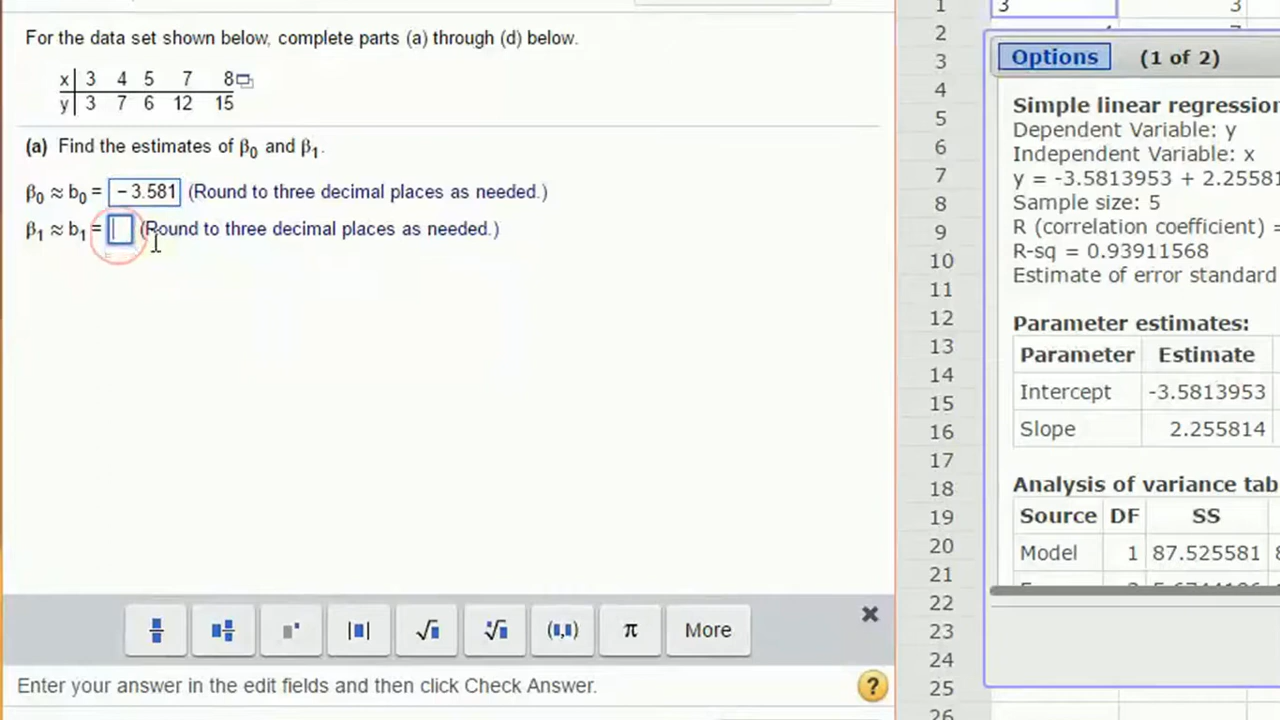 For the data set shown below, complete parts (a) through (d) below.
x 3 4 5 7 8
y 3 7 6 12 15
(a) Find the estimates of β0 and β1.
β0 ≈ b0 = − 3.581 (Round to three decimal places as needed.)
β1 ≈ b1 = (Round to three decimal places as needed.)
More
Enter your answer in the edit fields and then click Check Answer.
?
1 3 3
2
3
4
5
6
7
8
9
10
11
12
13
14
15
16
17
18
19
20
21
22
23
24
25
26
Options (1 of 2)
Simple linear regression
Dependent Variable: y
Independent Variable: x
y = -3.5813953 + 2.25581
Sample size: 5
R (correlation coefficient) =
R-sq = 0.93911568
Estimate of error standard
Parameter estimates:
Parameter Estimate
Intercept -3.5813953
Slope 2.255814
Analysis of variance tab
Source DF SS
Model 1 87.525581